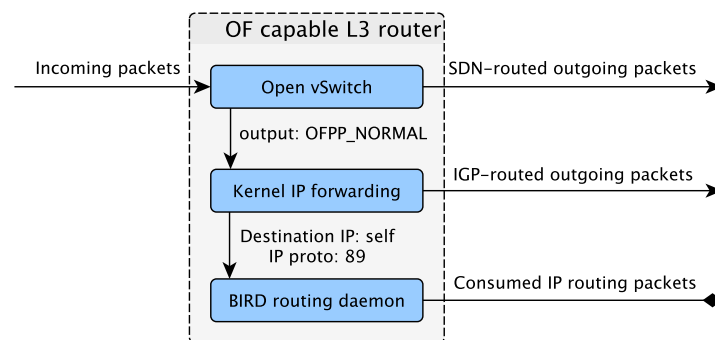 OF capable L3 router
Incoming packets
Open vSwitch
SDN-routed outgoing packets
output: OFPP_NORMAL
Kernel IP forwarding
IGP-routed outgoing packets
Destination IP: self
IP proto: 89
BIRD routing daemon
Consumed IP routing packets